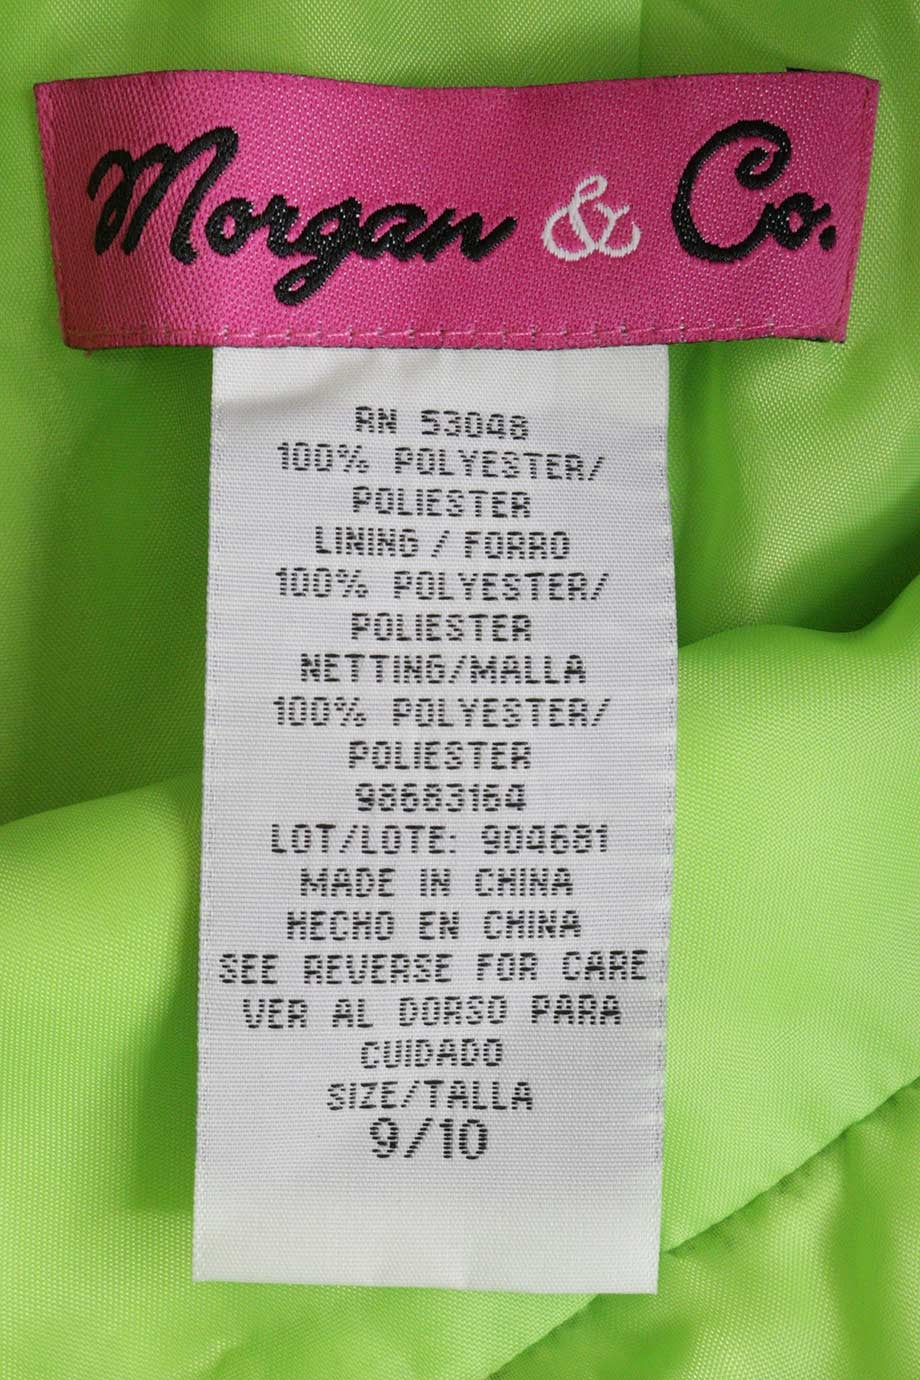 Morgan & Co.
RN 53048
100% POLYESTER/
POLIESTER
LINING / FORRO
100% POLYESTER/
POLIESTER
NETTING/MALLA
100% POLYESTER/
POLIESTER
98683164
LOT/LOTE: 904681
MADE IN CHINA
HECHO EN CHINA
SEE REVERSE FOR CARE
VER AL DORSO PARA
CUIDADO
SIZE/TALLA
9/10